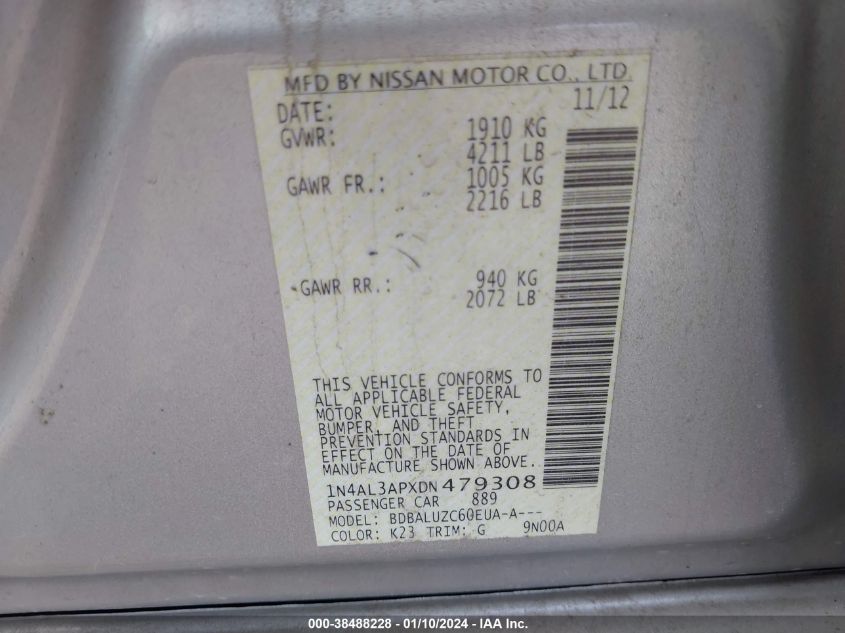 MFD BY NISSAN MOTOR CO., LTD.
DATE: 11/12
GVWR: 1910 KG
4211 LB
GAWR FR.: 1005 KG
2216 LB
GAWR RR.: 940 KG
2072 LB
THIS VEHICLE CONFORMS TO
ALL APPLICABLE FEDERAL
MOTOR VEHICLE SAFETY,
BUMPER, AND THEFT
PREVENTION STANDARDS IN
EFFECT ON THE DATE OF
MANUFACTURE SHOWN ABOVE.
1N4AL3APXDN479308
PASSENGER CAR 889
MODEL: BDBALUZC60EUA-A---
COLOR: K23 TRIM: G 9N00A
000-38488228 - 01/10/2024 - IAA Inc.